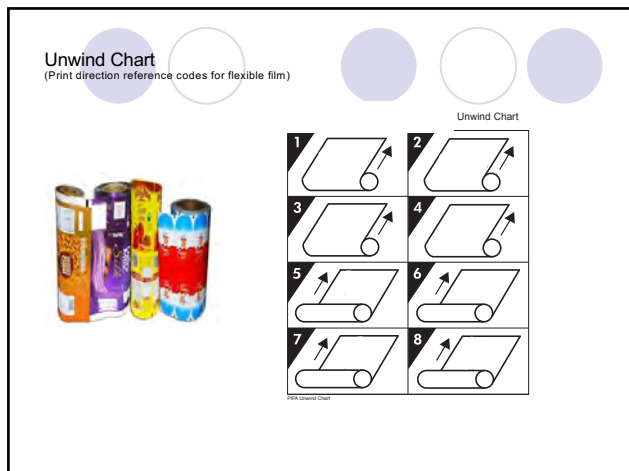 Unwind Chart
(Print direction reference codes for flexible film)
Unwind Chart
1 2
3 4
5 6
7 8
PIFA Unwind Chart